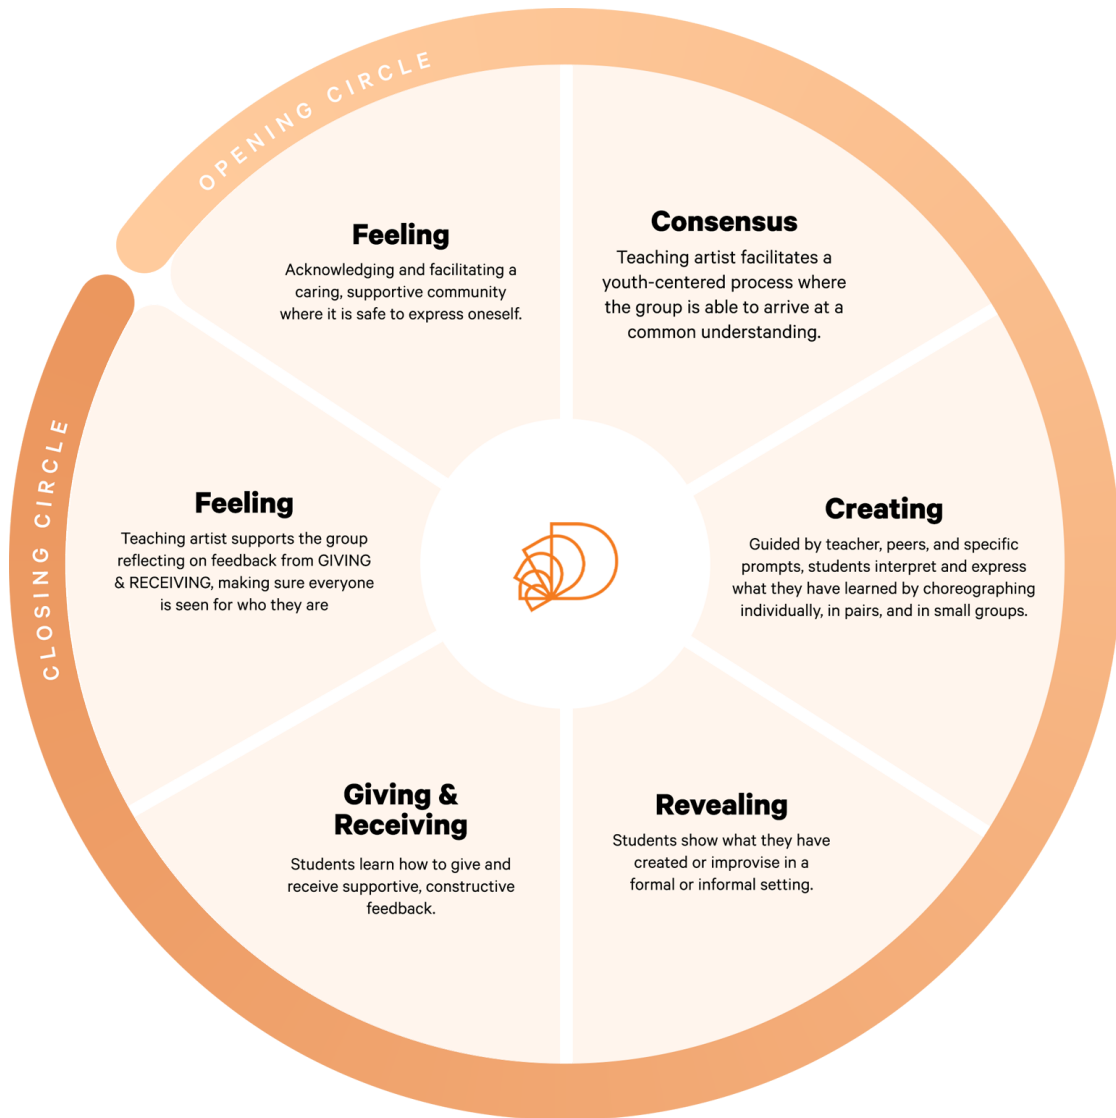 OPENING CIRCLE
Feeling
Acknowledging and facilitating a
caring, supportive community
where it is safe to express oneself.
Consensus
Teaching artist facilitates a
youth-centered process where
the group is able to arrive at a
common understanding.
Creating
Guided by teacher, peers, and specific
prompts, students interpret and express
what they have learned by choreographing
individually, in pairs, and in small groups.
Revealing
Students show what they have
created or improvise in a
formal or informal setting.
Giving &
Receiving
Students learn how to give and
receive supportive, constructive
feedback.
Feeling
Teaching artist supports the group
reflecting on feedback from GIVING
& RECEIVING, making sure everyone
is seen for who they are
CLOSING CIRCLE